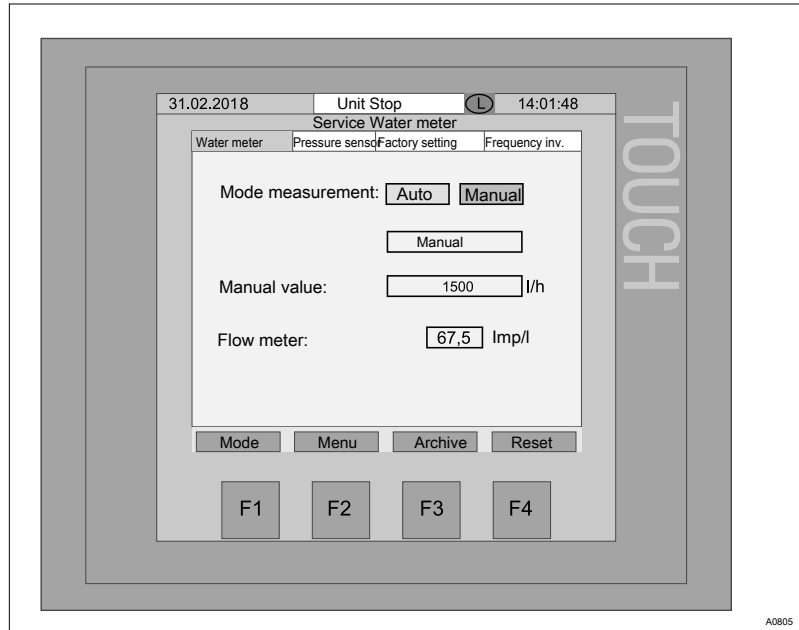 31.02.2018 Unit Stop L 14:01:48
Service Water meter
Water meter Pressure sensor Factory setting Frequency inv.
Mode measurement: Auto Manual
Manual
Manual value: 1500 l/h
Flow meter: 67,5 Imp/l
Mode Menu Archive Reset
F1 F2 F3 F4
TOUCH
A0805